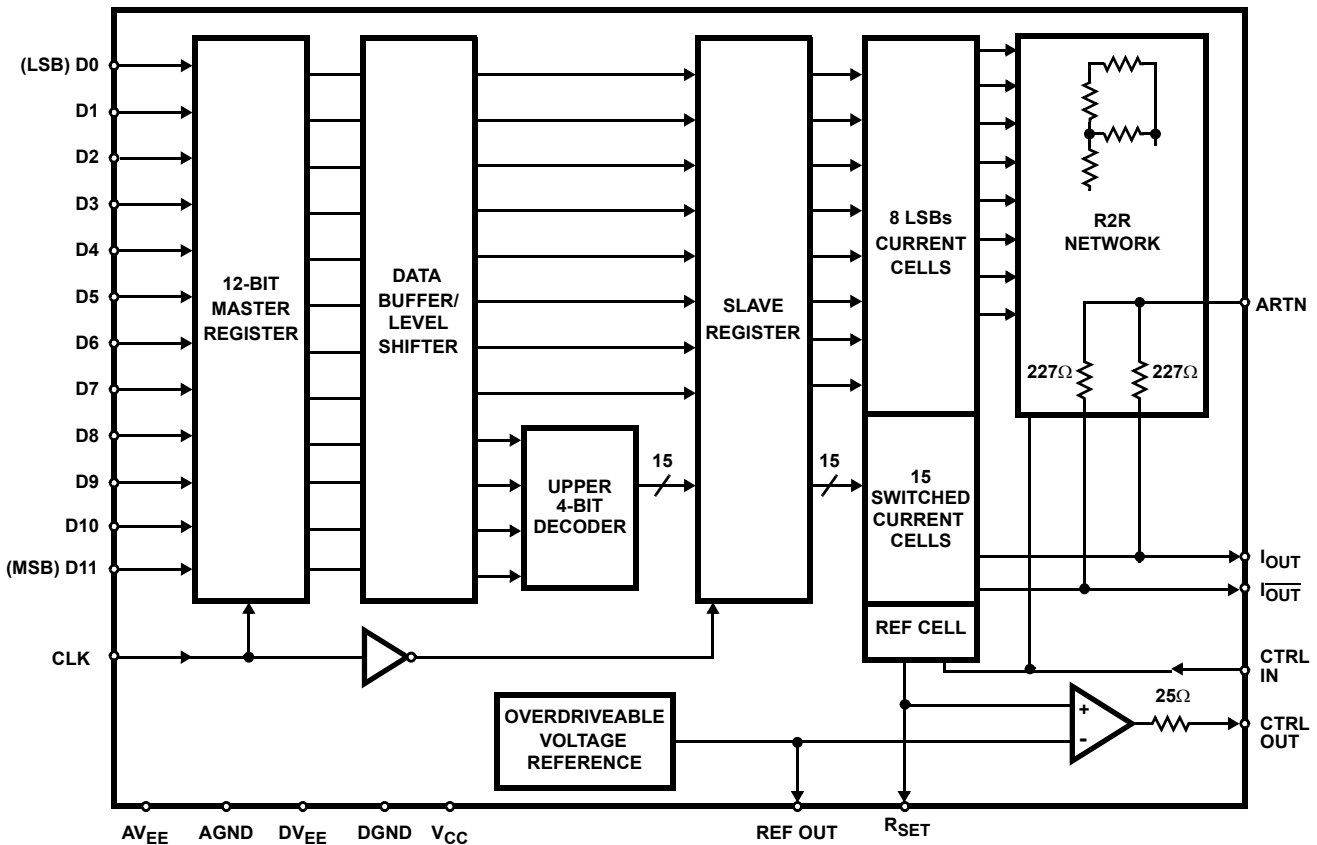 (LSB) D0
D1
D2
D3
D4
D5
D6
D7
D8
D9
D10
(MSB) D11
CLK
12-BIT
MASTER
REGISTER
DATA
BUFFER/
LEVEL
SHIFTER
UPPER
4-BIT
DECODER
15
SLAVE
REGISTER
15
8 LSBs
CURRENT
CELLS
15
SWITCHED
CURRENT
CELLS
REF CELL
R2R
NETWORK
227Ω
227Ω
ARTN
IOUT
IOUT
CTRL
IN
25Ω
CTRL
OUT
+
-
OVERDRIVEABLE
VOLTAGE
REFERENCE
AVEE
AGND
DVEE
DGND
VCC
REF OUT
RSET